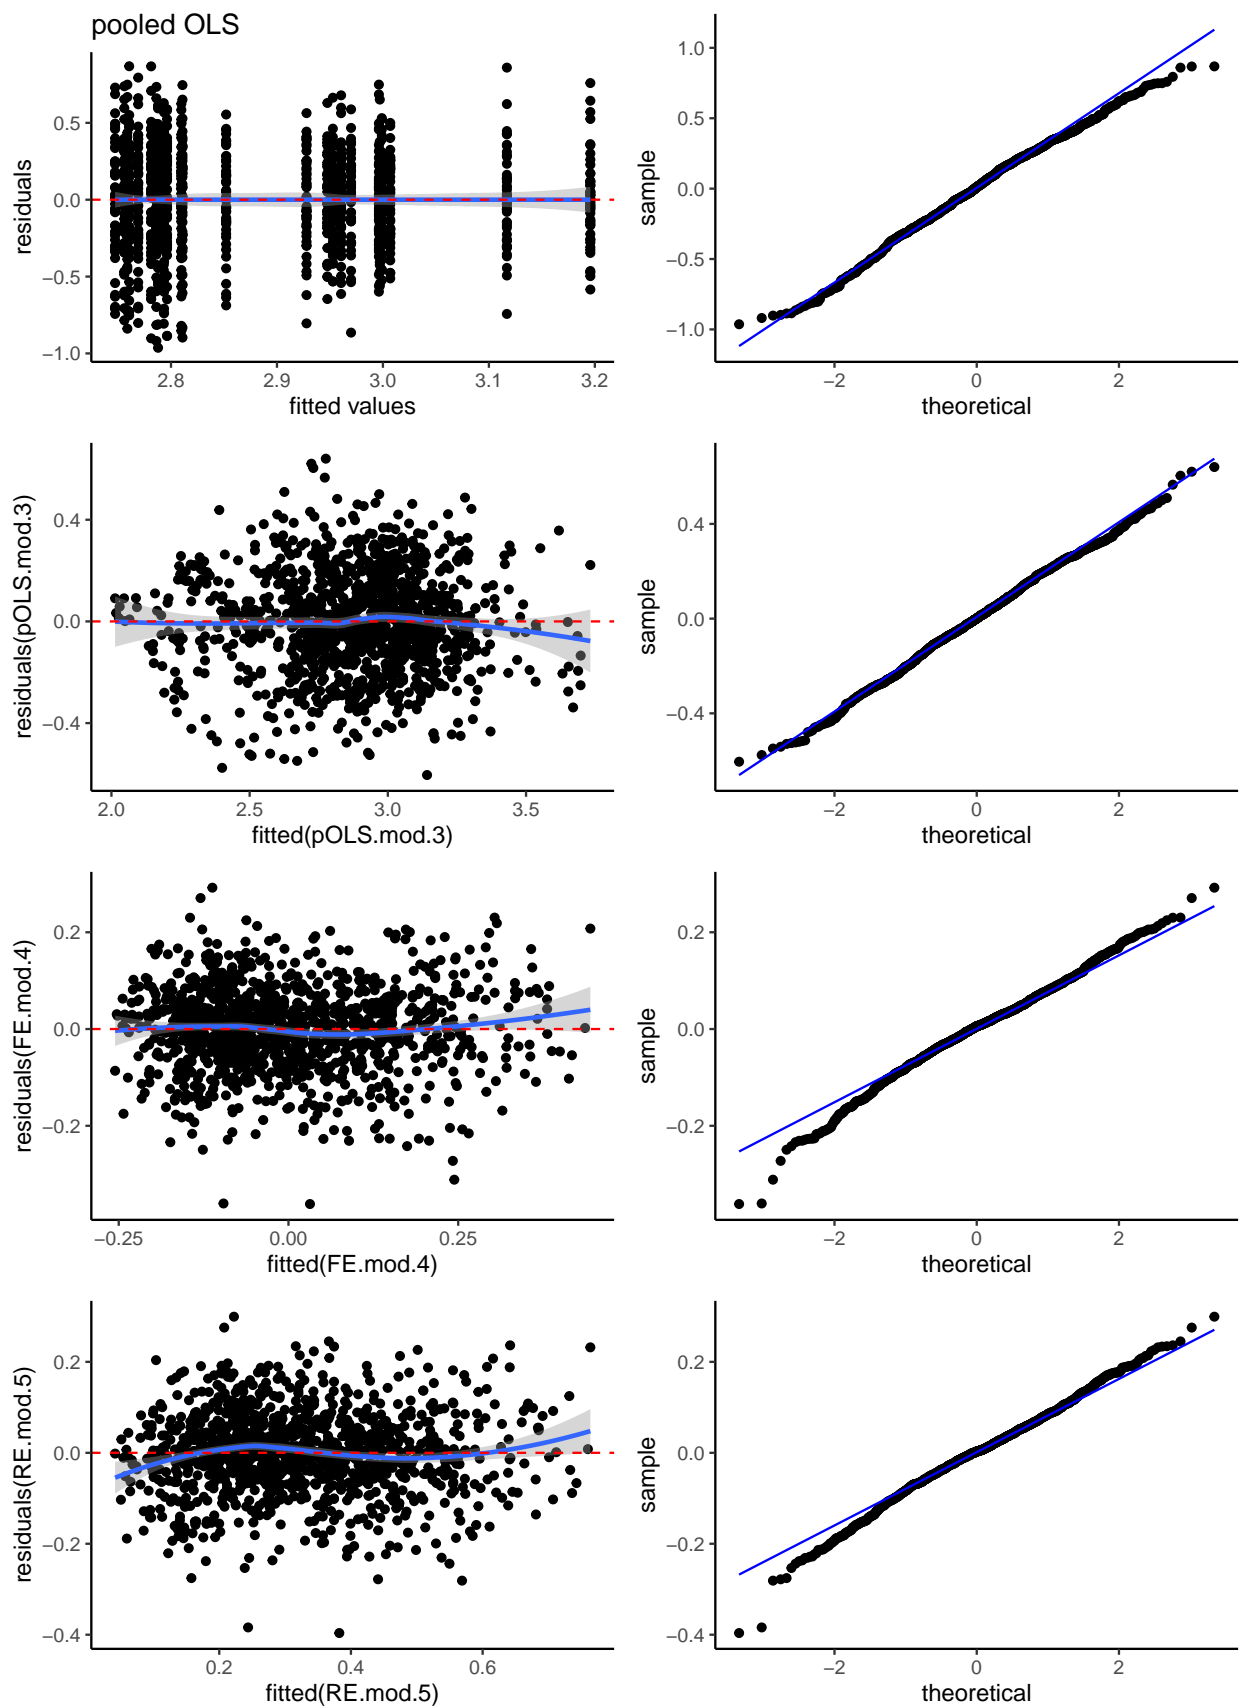 pooled OLS
residuals
0.5
0.0
−0.5
−1.0
2.8 2.9 3.0 3.1 3.2
fitted values
sample
1.0
0.5
0.0
−0.5
−1.0
−2 0 2
theoretical
residuals(pOLS.mod.3)
0.4
0.0
−0.4
2.0 2.5 3.0 3.5
fitted(pOLS.mod.3)
sample
0.4
0.0
−0.4
−2 0 2
theoretical
residuals(FE.mod.4)
0.2
0.0
−0.2
−0.25 0.00 0.25
fitted(FE.mod.4)
sample
0.2
0.0
−0.2
−2 0 2
theoretical
residuals(RE.mod.5)
0.2
0.0
−0.2
−0.4
0.2 0.4 0.6
fitted(RE.mod.5)
sample
0.2
0.0
−0.2
−0.4
−2 0 2
theoretical